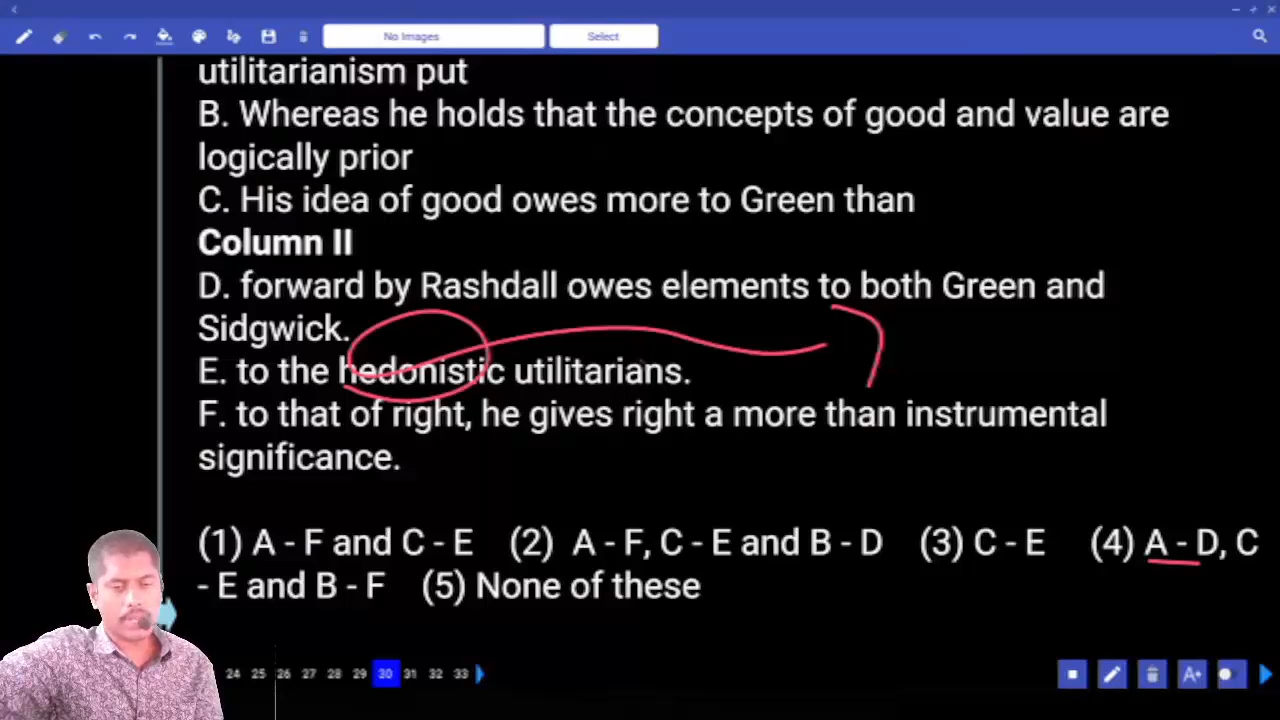 No Images
Select
utilitarianism put
B. Whereas he holds that the concepts of good and value are
logically prior
C. His idea of good owes more to Green than
Column II
D. forward by Rashdall owes elements to both Green and
Sidgwick.
E. to the hedonistic utilitarians.
F. to that of right, he gives right a more than instrumental
significance.
(1) A - F and C - E (2) A - F, C - E and B - D (3) C - E (4) A - D, C
- E and B - F (5) None of these
24 25 26 27 28 29 30 31 32 33
A+